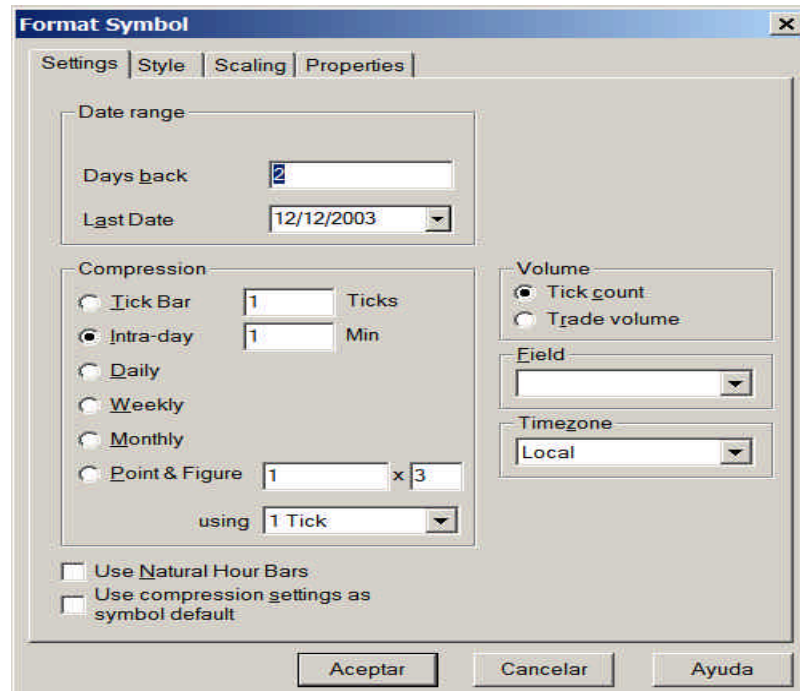 Format Symbol
Settings Style Scaling Properties
Date range
Days back 2
Last Date 12/12/2003
Compression
Tick Bar 1 Ticks
Intra-day 1 Min
Daily
Weekly
Monthly
Point & Figure 1 x 3
using 1 Tick
Volume
Tick count
Trade volume
Field
Timezone
Local
Use Natural Hour Bars
Use compression settings as
symbol default
Aceptar Cancelar Ayuda